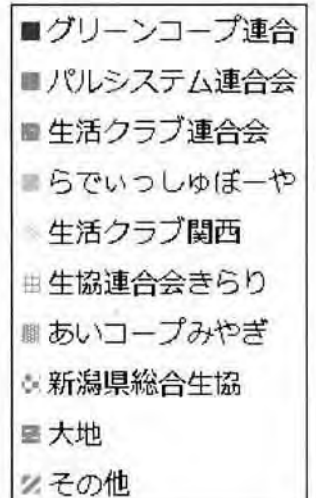 グリーンコープ連合
パルシステム連合会
生活クラブ連合会
らでぃっしゅぼーや
生活クラブ関西
生協連合会きらり
あいコープみやぎ
新潟県総合生協
大地
その他